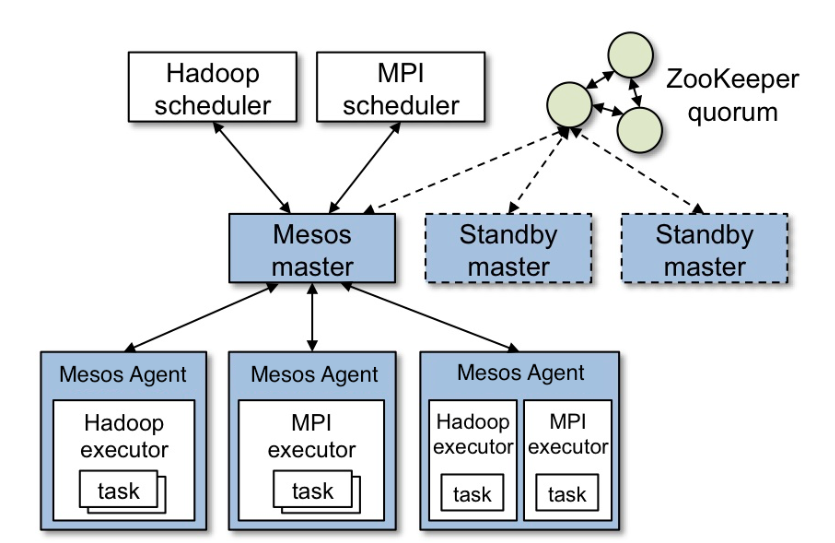 Hadoop
scheduler
MPI
scheduler
ZooKeeper
quorum
Mesos
master
Standby
master
Standby
master
Mesos Agent
Hadoop
executor
task
Mesos Agent
MPI
executor
task
Mesos Agent
Hadoop
executor
task
MPI
executor
task